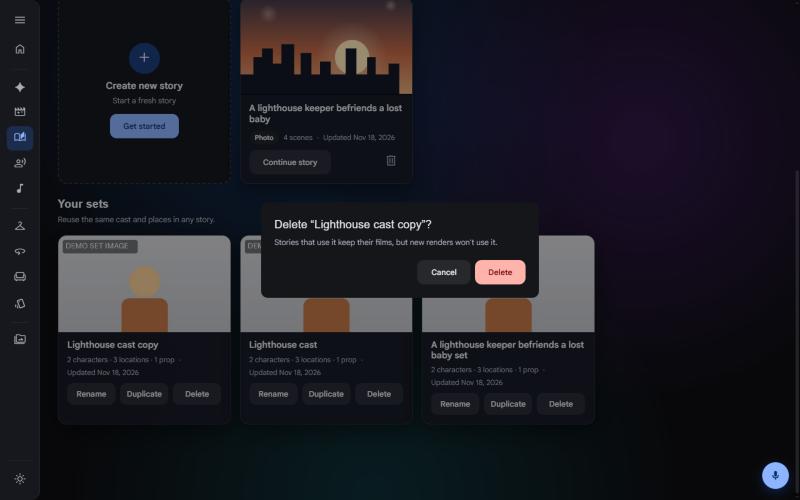 Create new story
Start a fresh story
Get started
A lighthouse keeper befriends a lost
baby
Photo 4 scenes · Updated Nov 18, 2026
Continue story
Your sets
Reuse the same cast and places in any story.
Delete “Lighthouse cast copy”?
Stories that use it keep their films, but new renders won't use it.
Cancel Delete
DEMO SET IMAGE
Lighthouse cast copy
2 characters · 3 locations · 1 prop ·
Updated Nov 18, 2026
Rename Duplicate Delete
Lighthouse cast
2 characters · 3 locations · 1 prop ·
Updated Nov 18, 2026
Rename Duplicate Delete
A lighthouse keeper befriends a lost
baby set
2 characters · 3 locations · 1 prop ·
Updated Nov 18, 2026
Rename Duplicate Delete